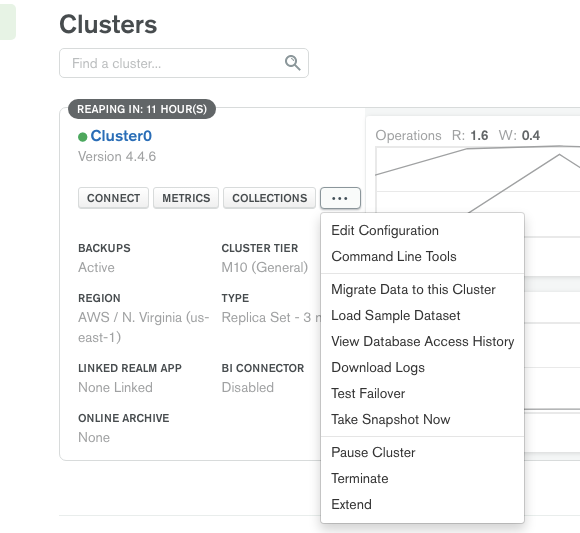 Clusters
Find a cluster...
REAPING IN: 11 HOUR(S)
Cluster0
Version 4.4.6
CONNECT
METRICS
COLLECTIONS
...
Operations R: 1.6 W: 0.4
BACKUPS
Active
CLUSTER TIER
M10 (General)
REGION
AWS / N. Virginia (us-
east-1)
TYPE
Replica Set - 3
LINKED REALM APP
None Linked
BI CONNECTOR
Disabled
ONLINE ARCHIVE
None
Edit Configuration
Command Line Tools
Migrate Data to this Cluster
Load Sample Dataset
View Database Access History
Download Logs
Test Failover
Take Snapshot Now
Pause Cluster
Terminate
Extend